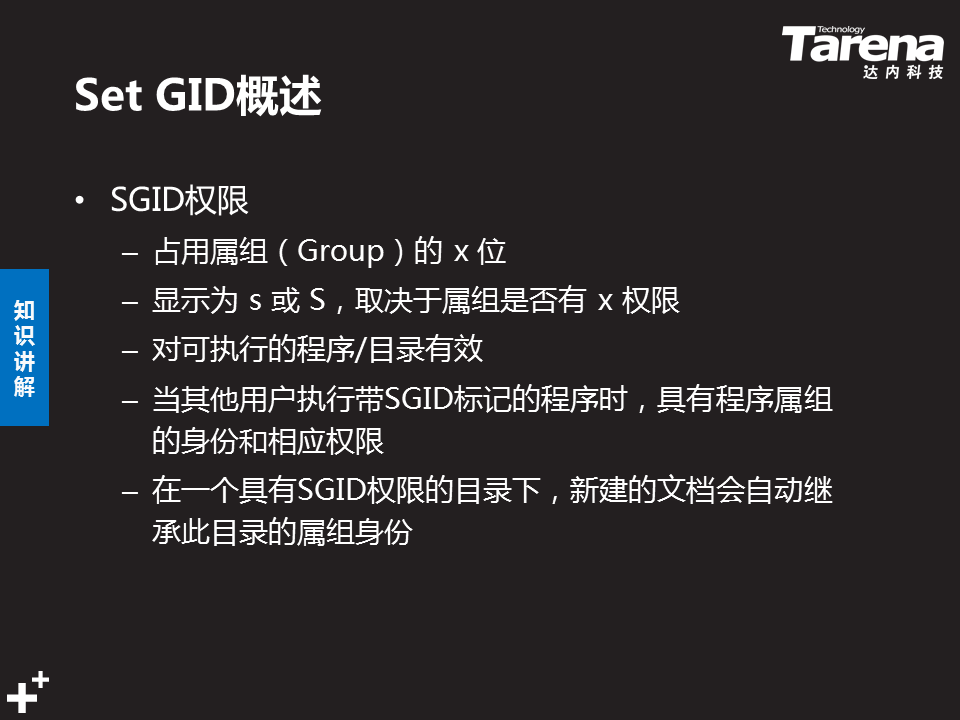 Technology
Tarena
达内科技
Set GID概述
• SGID权限
– 占用属组（Group）的 x 位
– 显示为 s 或 S，取决于属组是否有 x 权限
– 对可执行的程序/目录有效
– 当其他用户执行带SGID标记的程序时，具有程序属组
的身份和相应权限
– 在一个具有SGID权限的目录下，新建的文档会自动继
承此目录的属组身份
知
识
讲
解